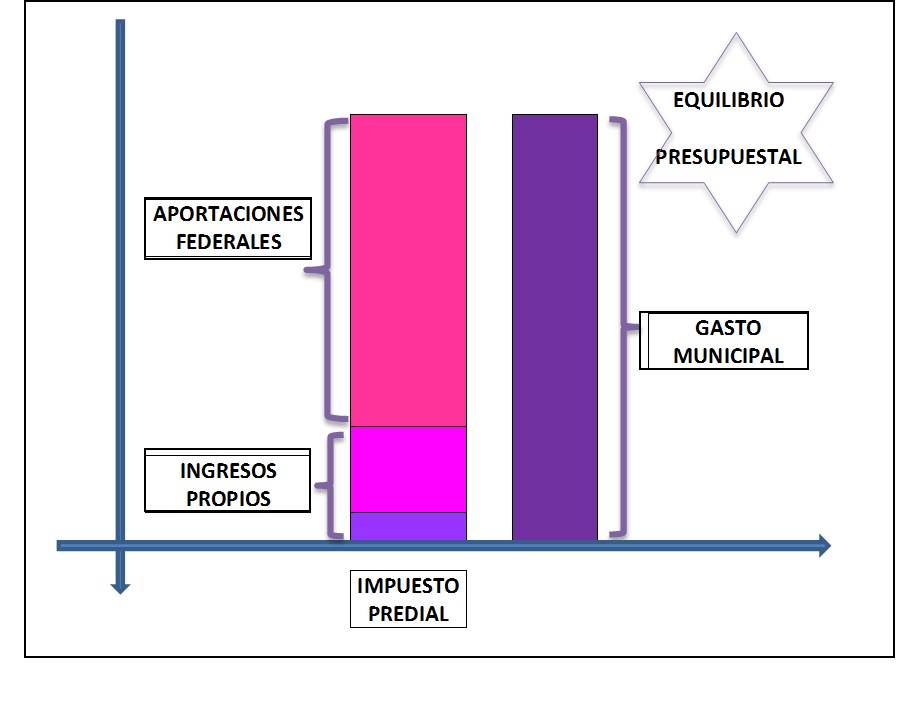 EQUILIBRIO
PRESUPUESTAL
APORTACIONES
FEDERALES
GASTO
MUNICIPAL
INGRESOS
PROPIOS
IMPUESTO
PREDIAL